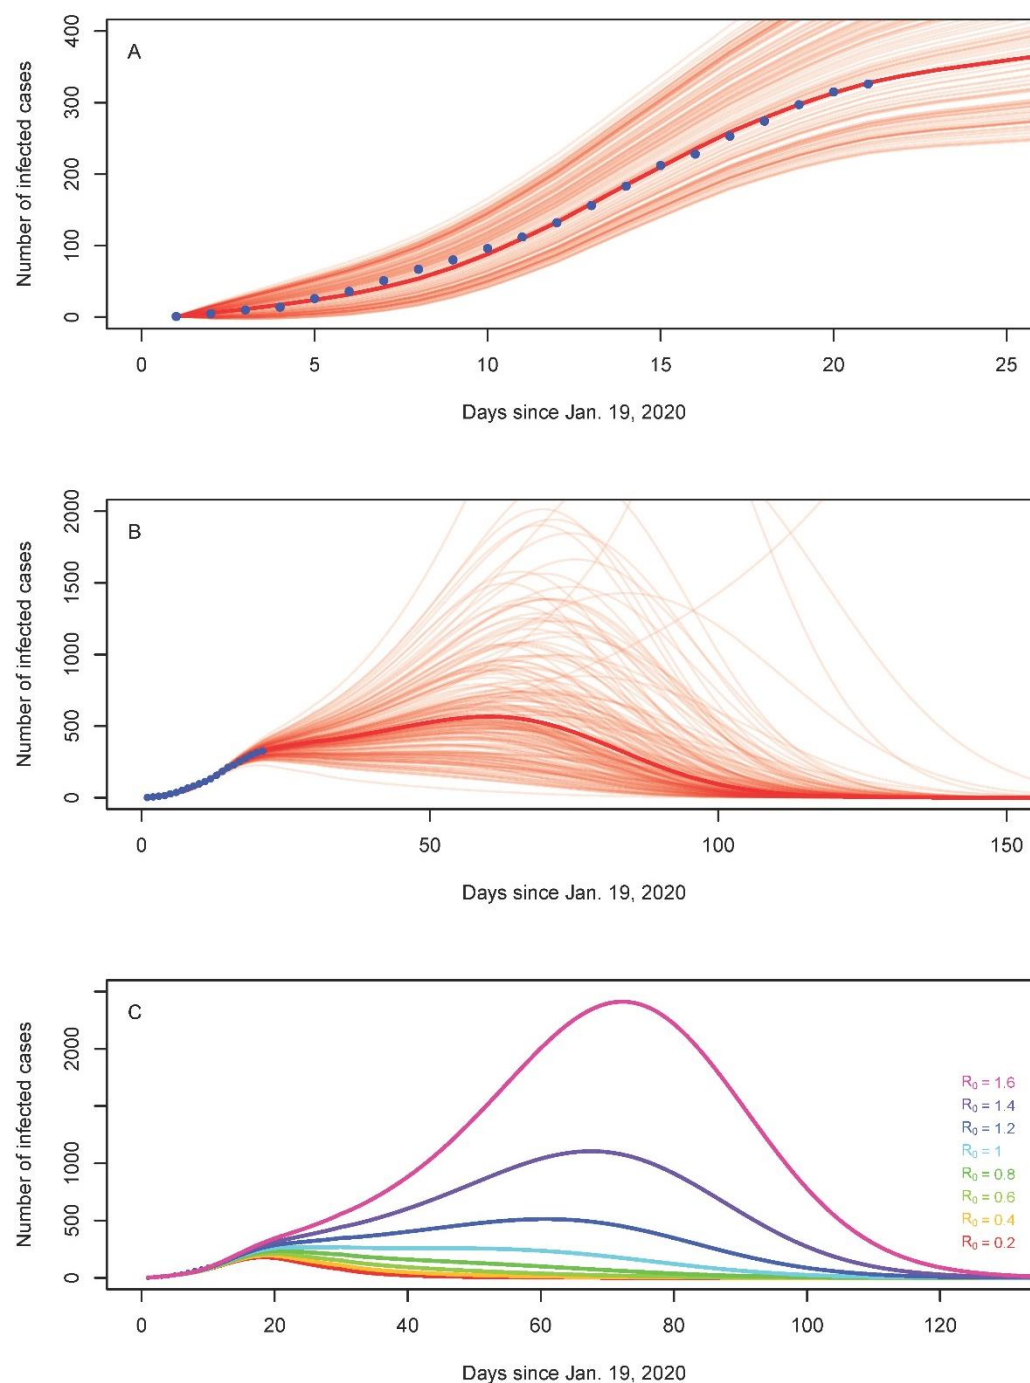 A
Number of infected cases
400
300
200
100
0
0 5 10 15 20 25
Days since Jan. 19, 2020
B
Number of infected cases
2000
1500
1000
500
0
0 50 100 150
Days since Jan. 19, 2020
C
Number of infected cases
2000
1000
500
0
R₀ = 1.6
R₀ = 1.4
R₀ = 1.2
R₀ = 1
R₀ = 0.8
R₀ = 0.6
R₀ = 0.4
R₀ = 0.2
0 20 40 60 80 100 120
Days since Jan. 19, 2020